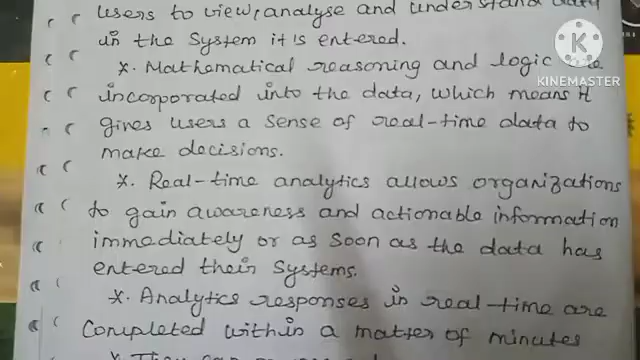 users to view, analyse and understand data
in the system it is entered.
*. Mathematical reasoning and logic are
incorporated into the data, which means it
gives users a sense of real-time data to
make decisions.
*. Real-time analytics allows organizations
to gain awareness and actionable information
immediately or as soon as the data has
entered their systems.
*. Analytics responses in real-time are
completed within a matter of minutes
* They can
KINEMASTER